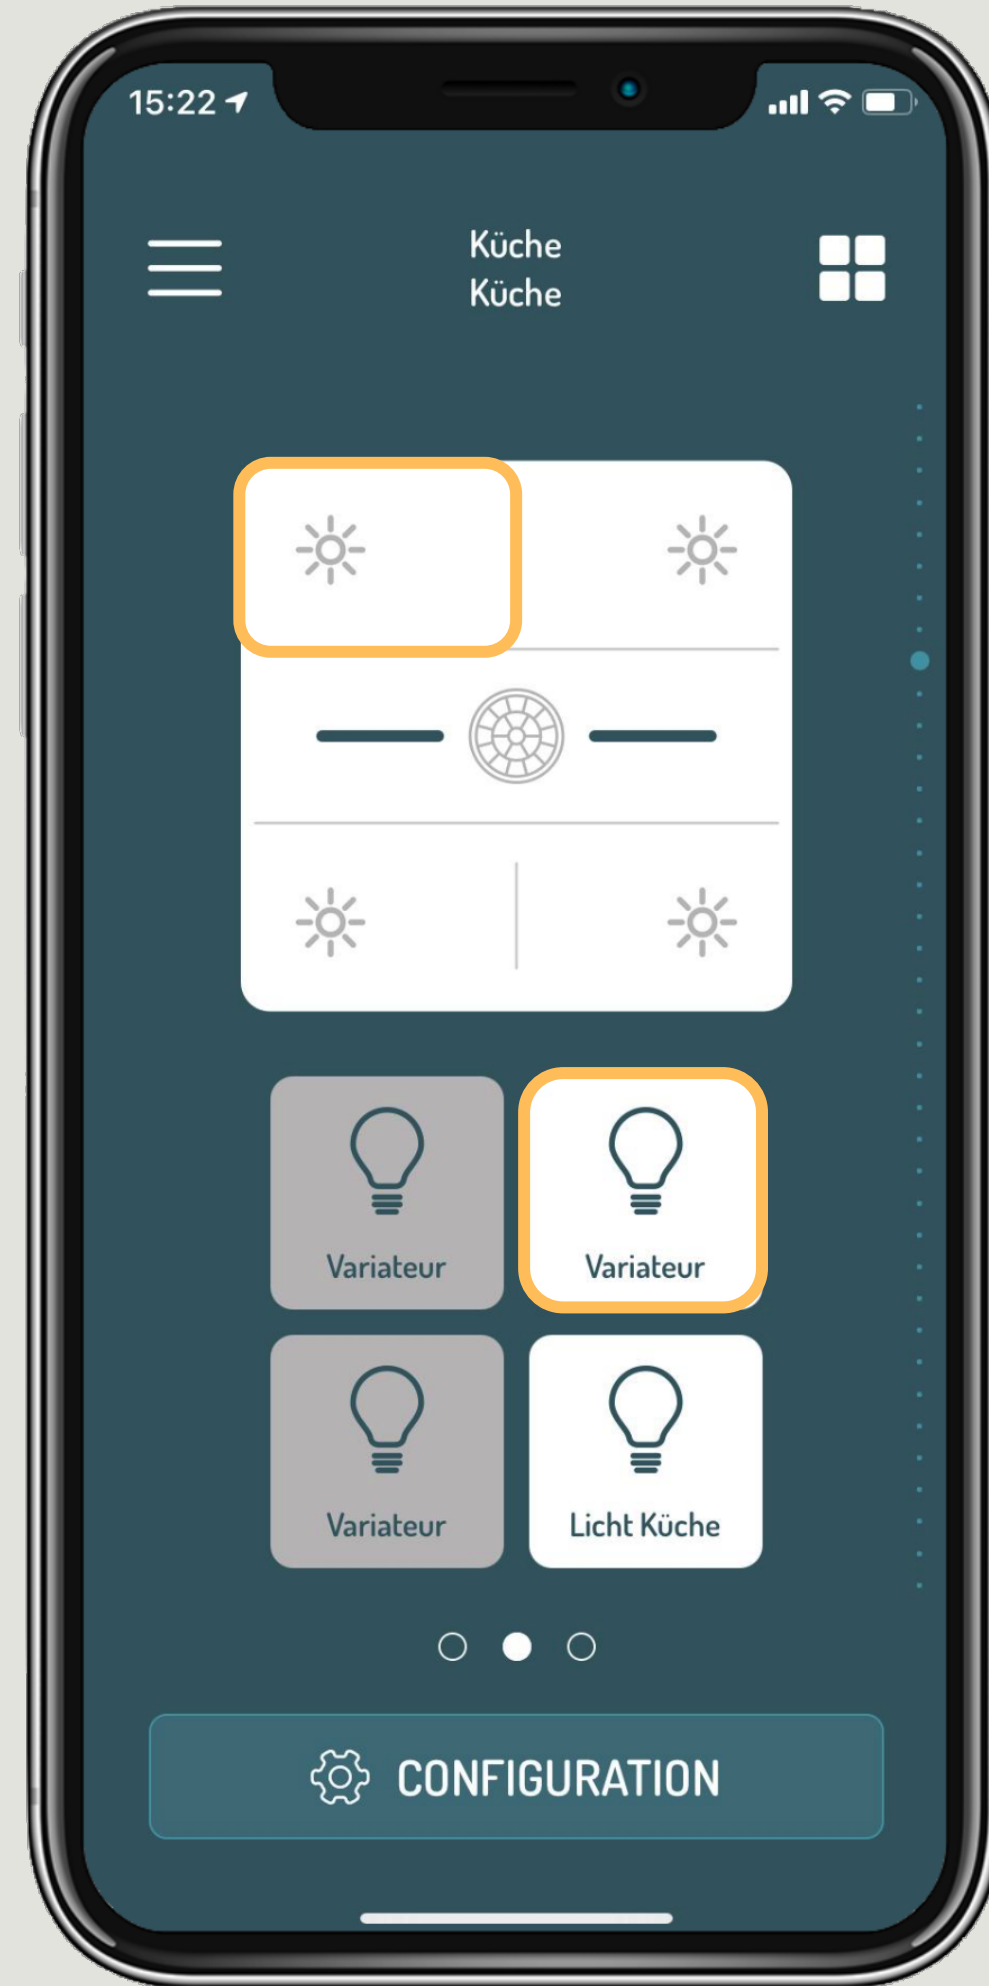 15:22
Küche
Küche
Variateur
Variateur
Variateur
Licht Küche
CONFIGURATION